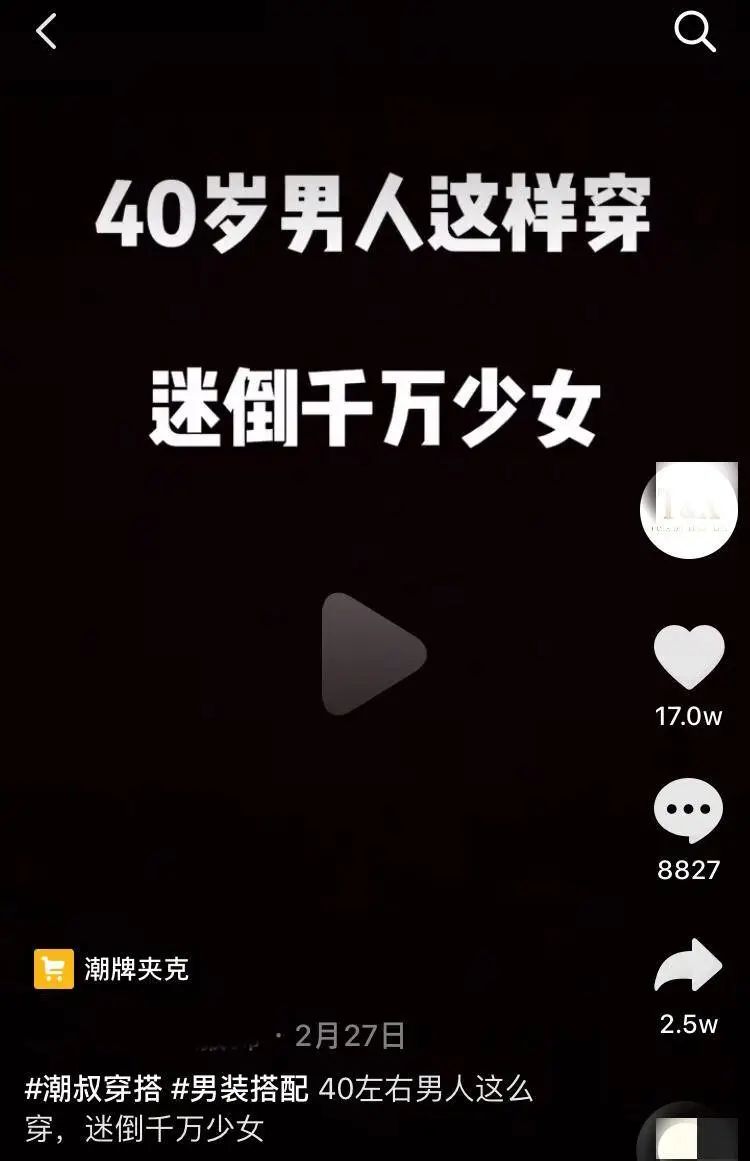 40岁男人这样穿
迷倒千万少女
17.0w
8827
潮牌夹克
2.5w
· 2月27日
#潮叔穿搭 #男装搭配 40左右男人这么
穿，迷倒千万少女